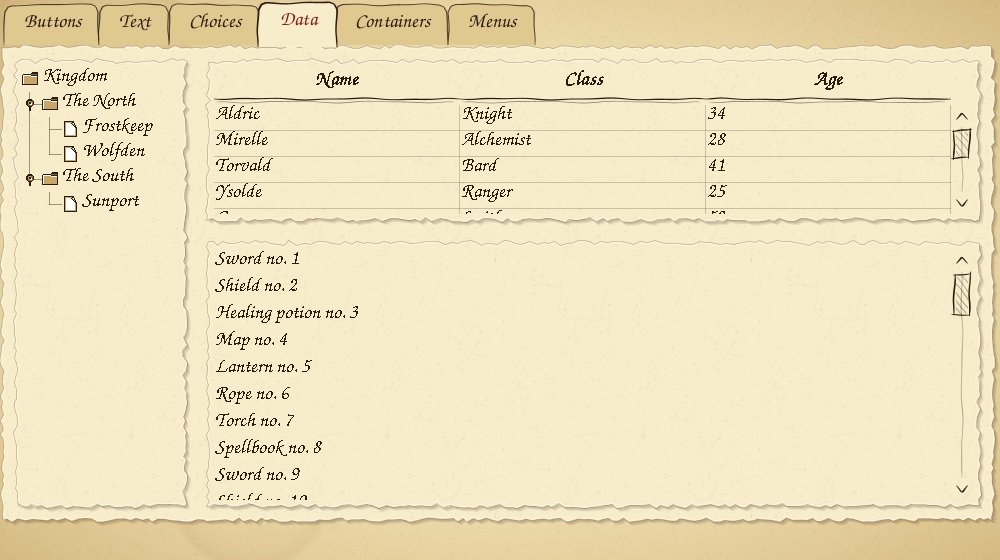 Buttons Text Choices Data Containers Menus
Kingdom
The North
Frostkeep
Wolfden
The South
Sunport
Name Class Age
Aldric Knight 34
Mirelle Alchemist 28
Torvald Bard 41
Ysolde Ranger 25
Sword no. 1
Shield no. 2
Healing potion no. 3
Map no. 4
Lantern no. 5
Rope no. 6
Torch no. 7
Spellbook no. 8
Sword no. 9
Shield no. 10